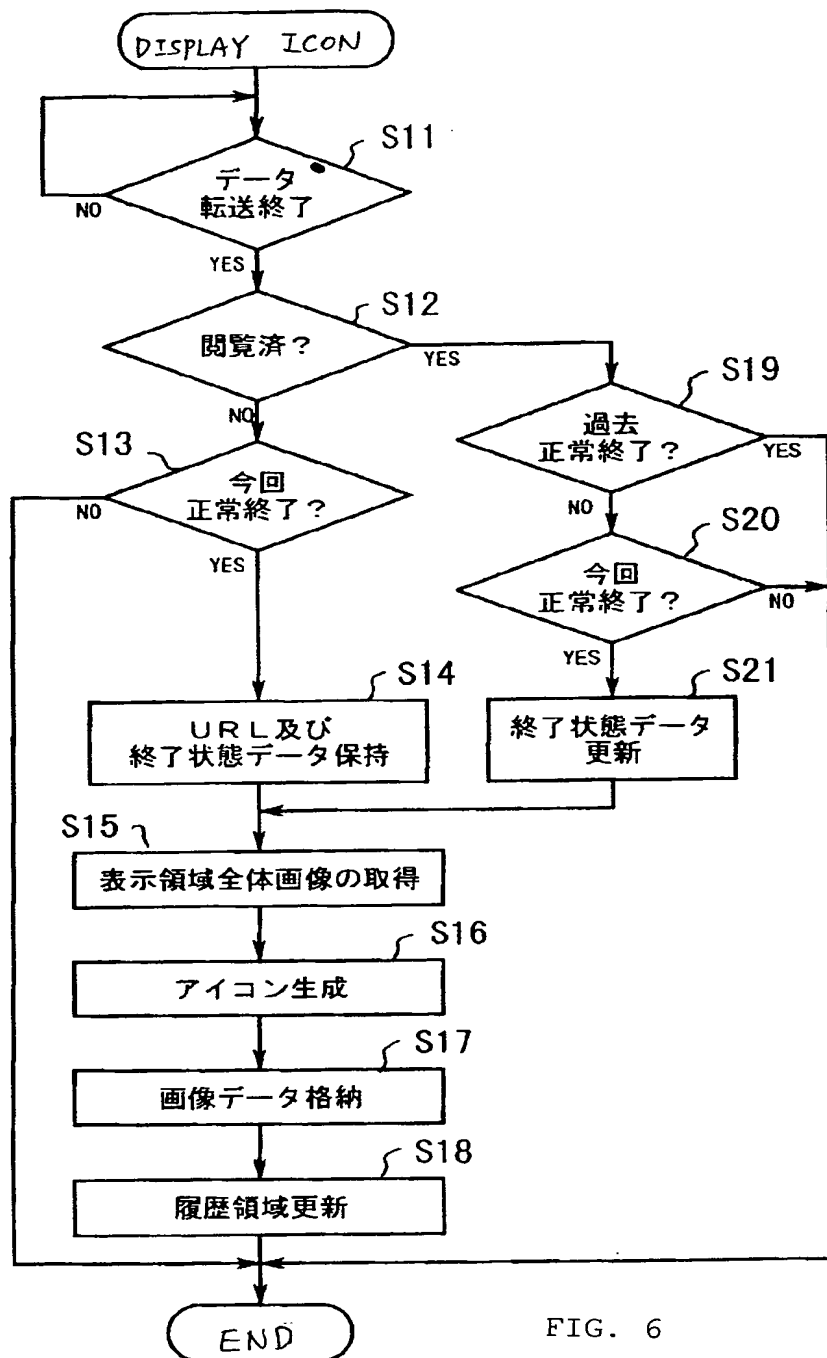 DISPLAY ICON
S11
データ
転送終了
NO
YES
S12
閲覧済?
YES
NO
S19
過去
正常終了?
YES
NO
S13
今回
正常終了?
NO
YES
S20
今回
正常終了?
NO
YES
S14
URL及び
終了状態データ保持
S21
終了状態データ
更新
S15
表示領域全体画像の取得
S16
アイコン生成
S17
画像データ格納
S18
履歴領域更新
END
FIG. 6